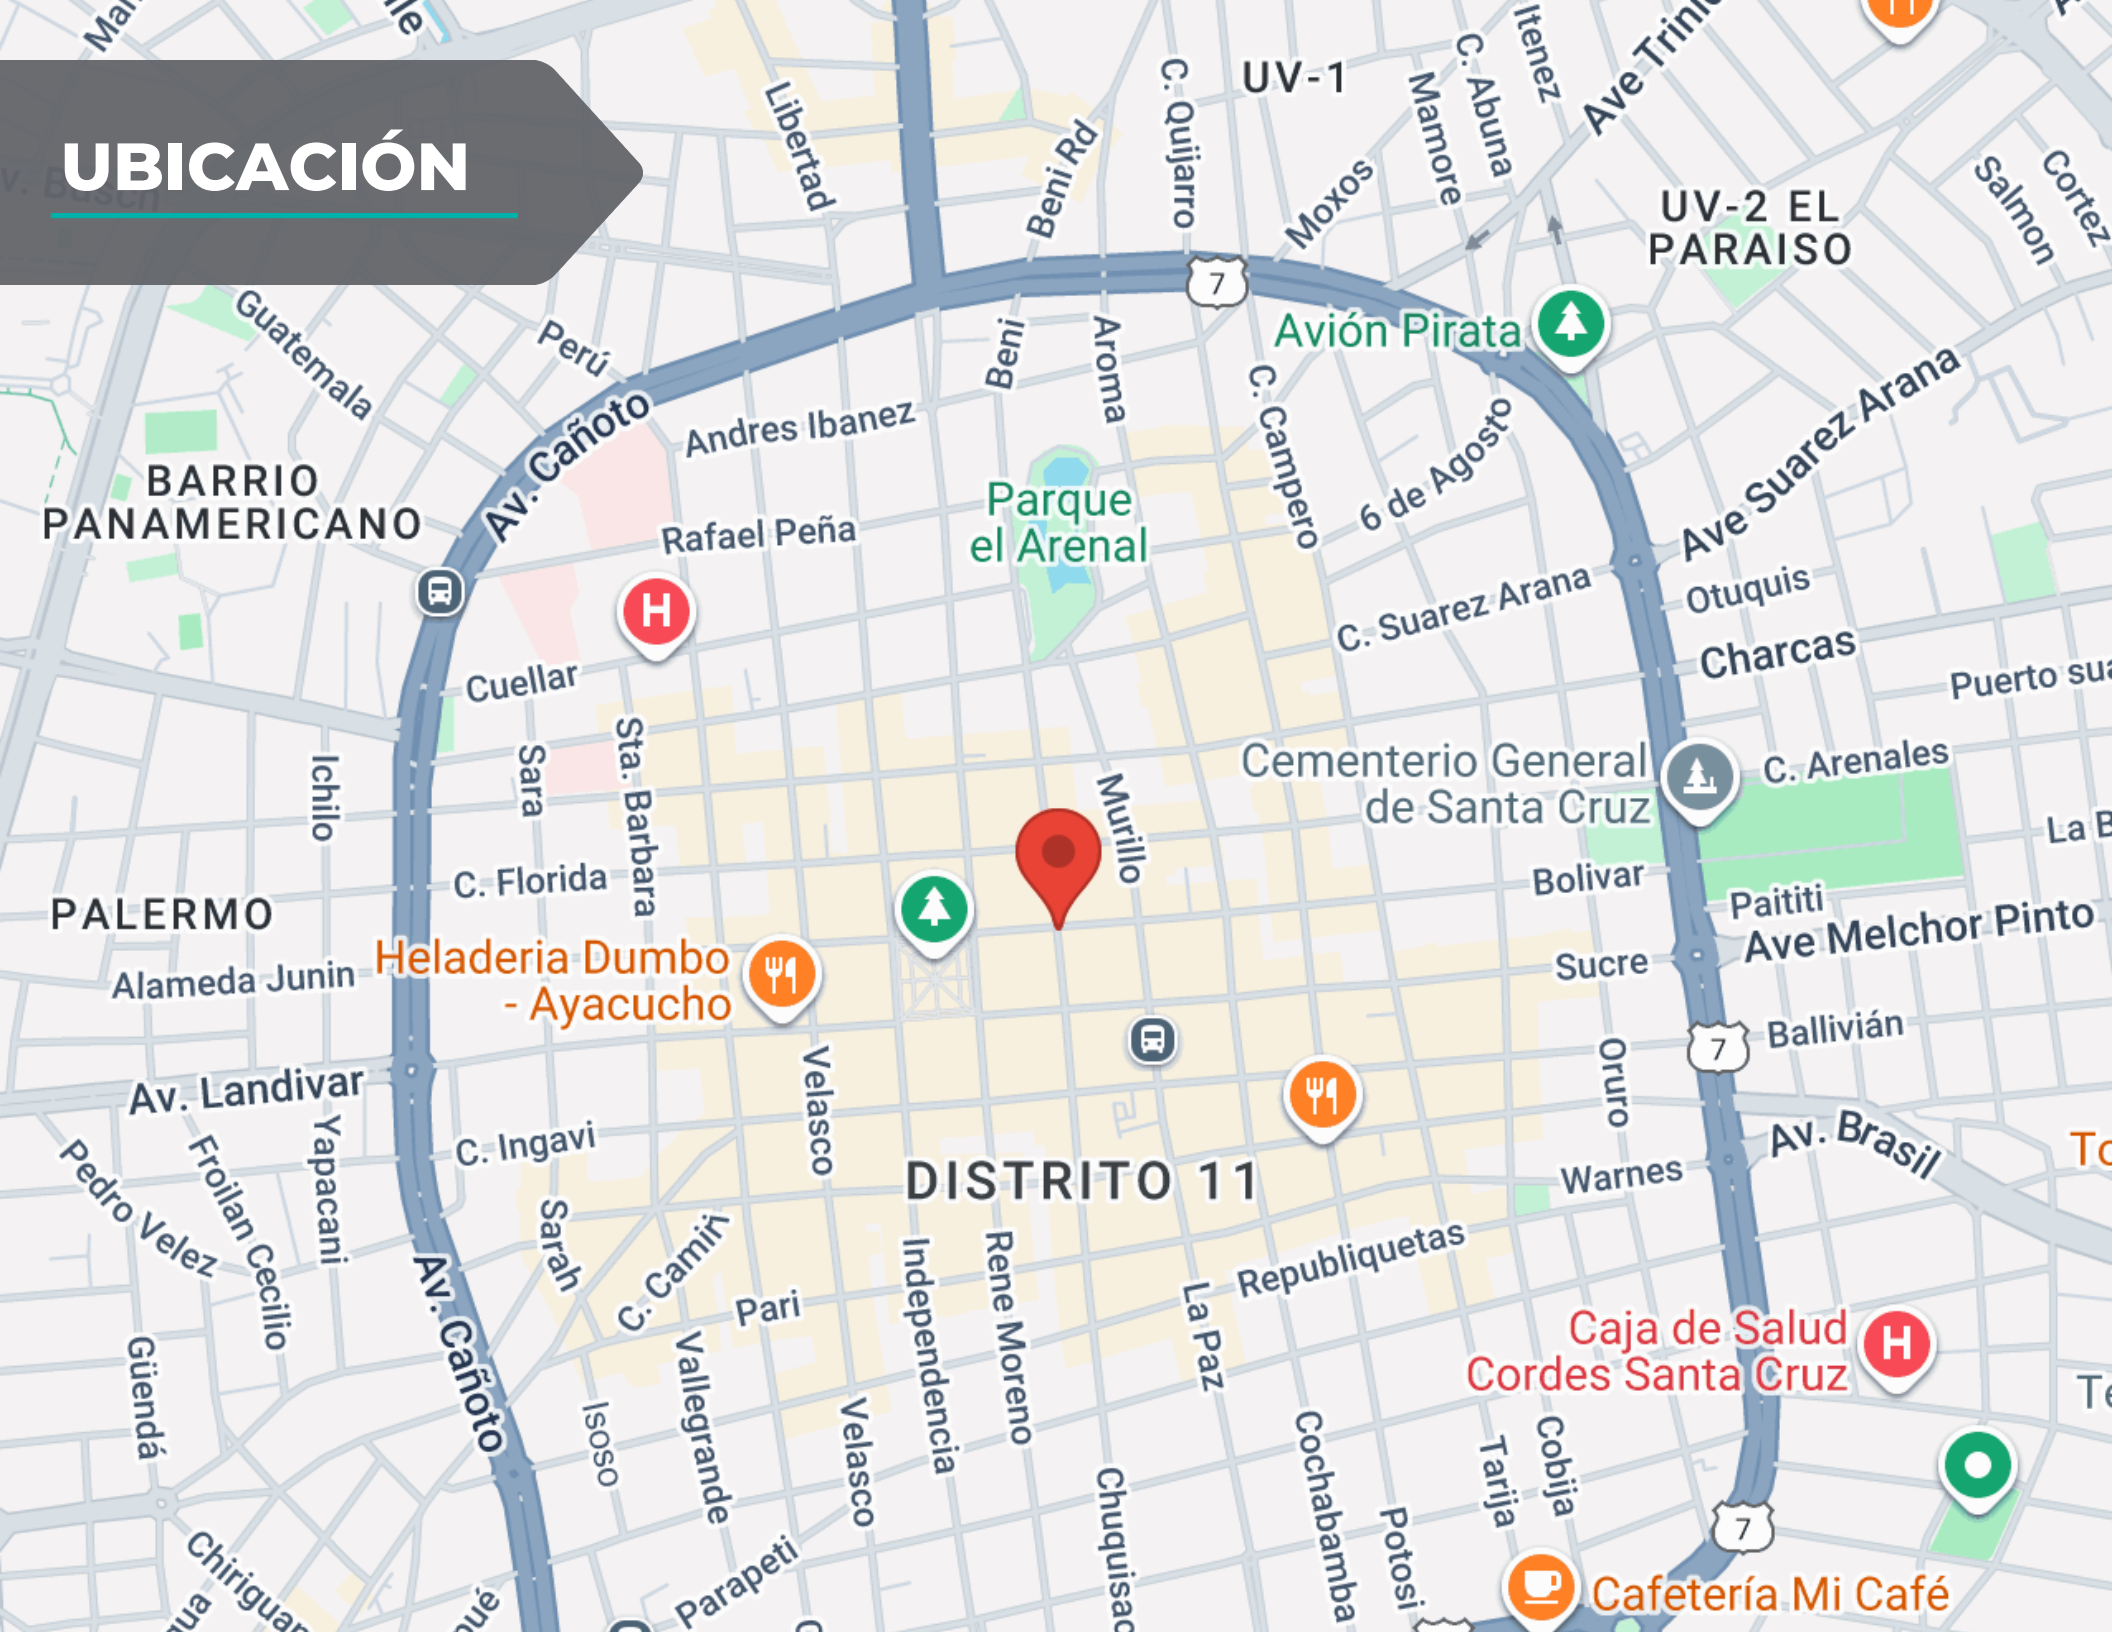 UBICACIÓN
UV-1
Libertad
Beni Rd
C. Quijarro
Moxos
Mamore
C. Abuna
Itenez
Salmon
Cortez
UV-2 EL
PARAISO
7
Guatemala
Perú
Av. Cañoto
Andres Ibanez
Beni
Aroma
Avión Pirata
C. Campero
6 de Agosto
Ave Suarez Arana
BARRIO
PANAMERICANO
Rafael Peña
Parque
el Arenal
H
C. Suarez Arana
Otuquis
Charcas
Cuellar
Ichilo
Sara
Sta. Barbara
Murillo
Cementerio General
de Santa Cruz
C. Arenales
C. Florida
Bolivar
Paititi
PALERMO
Ave Melchor Pinto
Alameda Junin
Heladeria Dumbo
- Ayacucho
Sucre
Velasco
Oruro
7
Ballivián
Av. Landivar
Pedro Velez
Froilan Cecilio
Yapacani
C. Ingavi
DISTRITO 11
Warnes
Av. Brasil
Sarah
C. Camiri
Pari
Independencia
Rene Moreno
La Paz
Republiquetas
Av. Cañoto
Güendá
Isoso
Vallegrande
Velasco
Caja de Salud
Cordes Santa Cruz
H
Chuquisac
Cochabamba
Potosi
Tarija
Cobija
7
Parapeti
Cafetería Mi Café